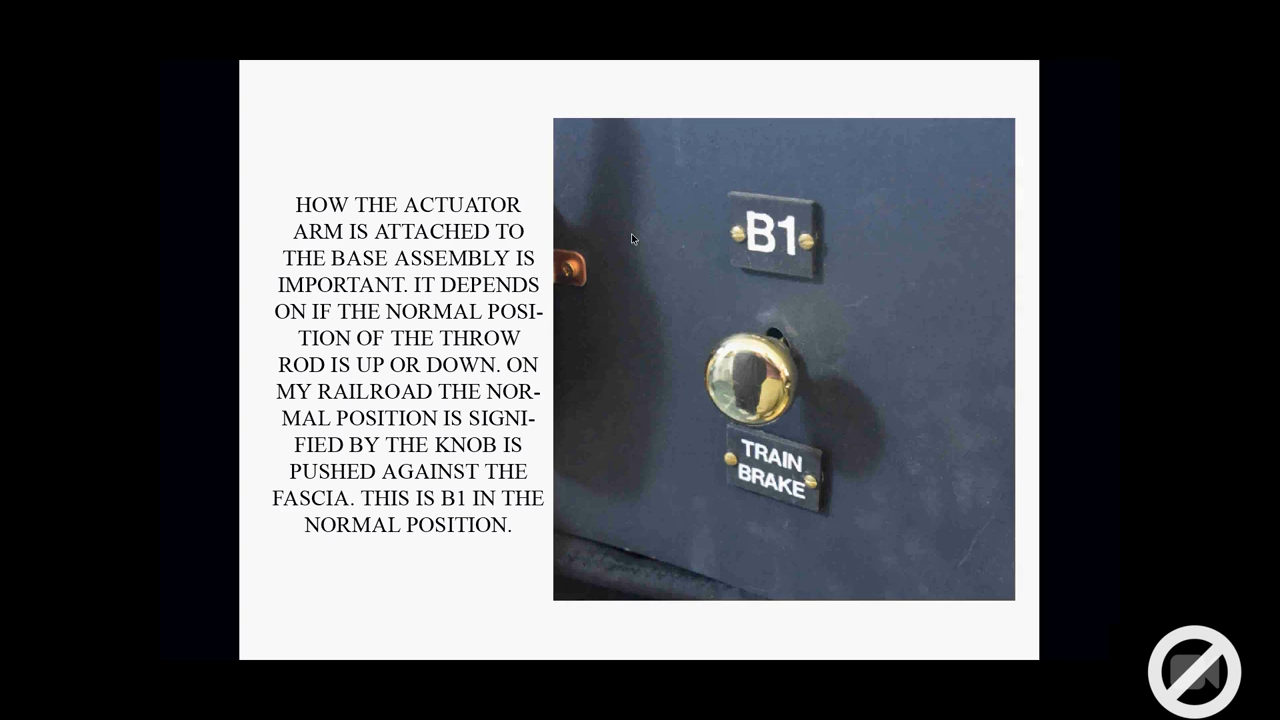 HOW THE ACTUATOR
ARM IS ATTACHED TO
THE BASE ASSEMBLY IS
IMPORTANT. IT DEPENDS
ON IF THE NORMAL POSI-
TION OF THE THROW
ROD IS UP OR DOWN. ON
MY RAILROAD THE NOR-
MAL POSITION IS SIGNI-
FIED BY THE KNOB IS
PUSHED AGAINST THE
FASCIA. THIS IS B1 IN THE
NORMAL POSITION.
B1
TRAIN
BRAKE